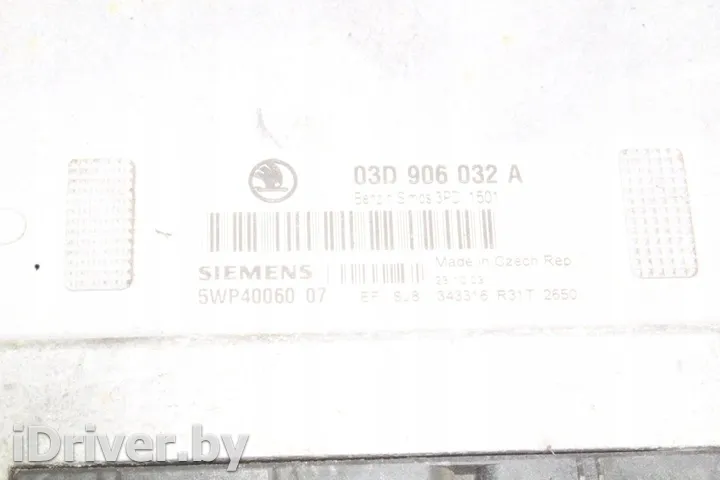 03D 906 032 A
Benzin Simos 3PD 1501
SIEMENS
Made in Czech Rep
5WP40060 07
343316 R31T 2650
iDriver.by